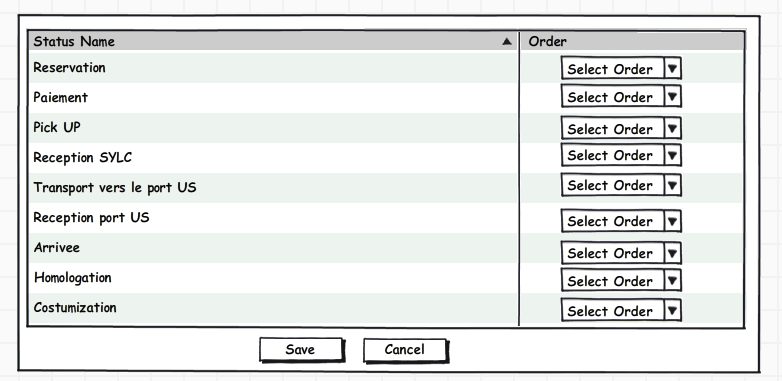 Status Name ▲ Order
Reservation Select Order ▼
Paiement Select Order ▼
Pick UP Select Order ▼
Reception SYLC Select Order ▼
Transport vers le port US Select Order ▼
Reception port US Select Order ▼
Arrivee Select Order ▼
Homologation Select Order ▼
Costumization Select Order ▼
Save Cancel